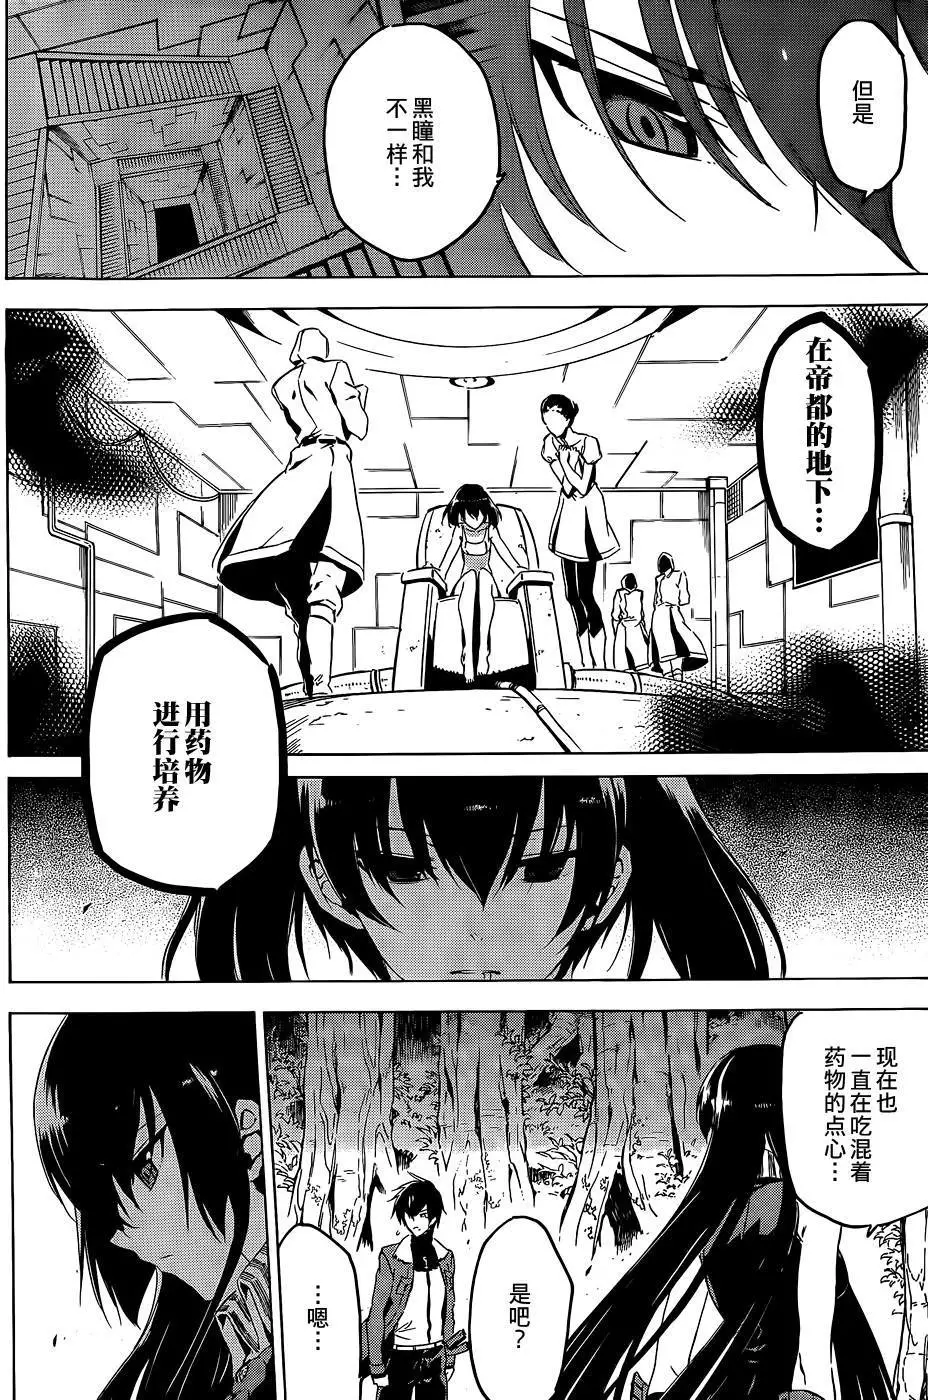 但是
黑瞳和我
不一样…
在帝都的地下…
用药物
进行培养
现在也
一直在吃混着
药物的点心…
是吧？
…嗯…